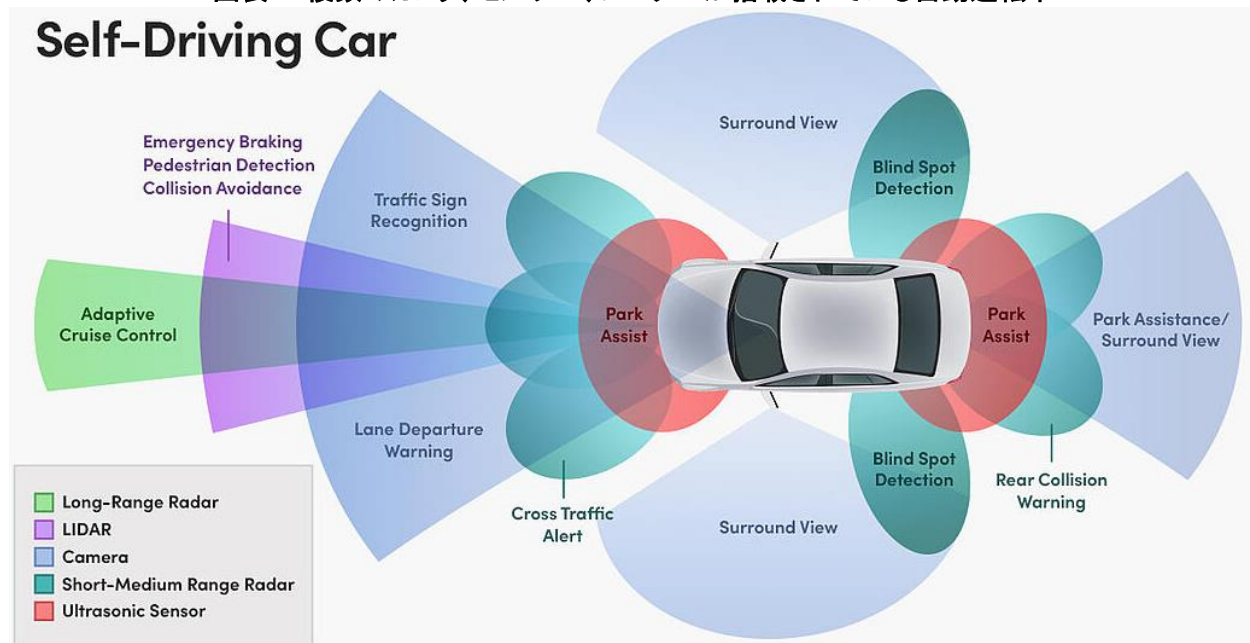 Self-Driving Car
Emergency Braking
Pedestrian Detection
Collision Avoidance
Traffic Sign
Recognition
Surround View
Blind Spot
Detection
Adaptive
Cruise Control
Park
Assist
Park
Assist
Park Assistance/
Surround View
Lane Departure
Warning
Cross Traffic
Alert
Surround View
Blind Spot
Detection
Rear Collision
Warning
Long-Range Radar
LIDAR
Camera
Short-Medium Range Radar
Ultrasonic Sensor